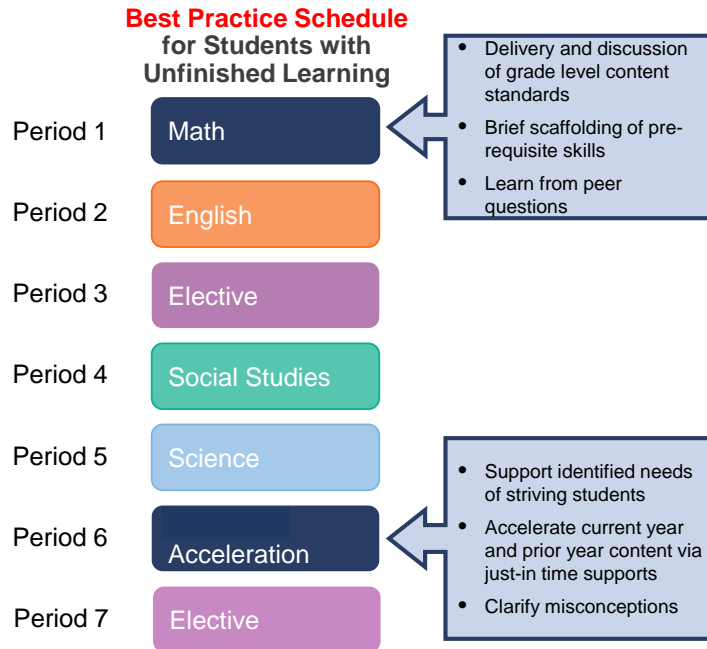 Best Practice Schedule
for Students with
Unfinished Learning
Period 1
Math
• Delivery and discussion
of grade level content
standards
• Brief scaffolding of pre-
requisite skills
• Learn from peer
questions
Period 2
English
Period 3
Elective
Period 4
Social Studies
Period 5
Science
Period 6
Acceleration
• Support identified needs
of striving students
• Accelerate current year
and prior year content via
just-in time supports
• Clarify misconceptions
Period 7
Elective